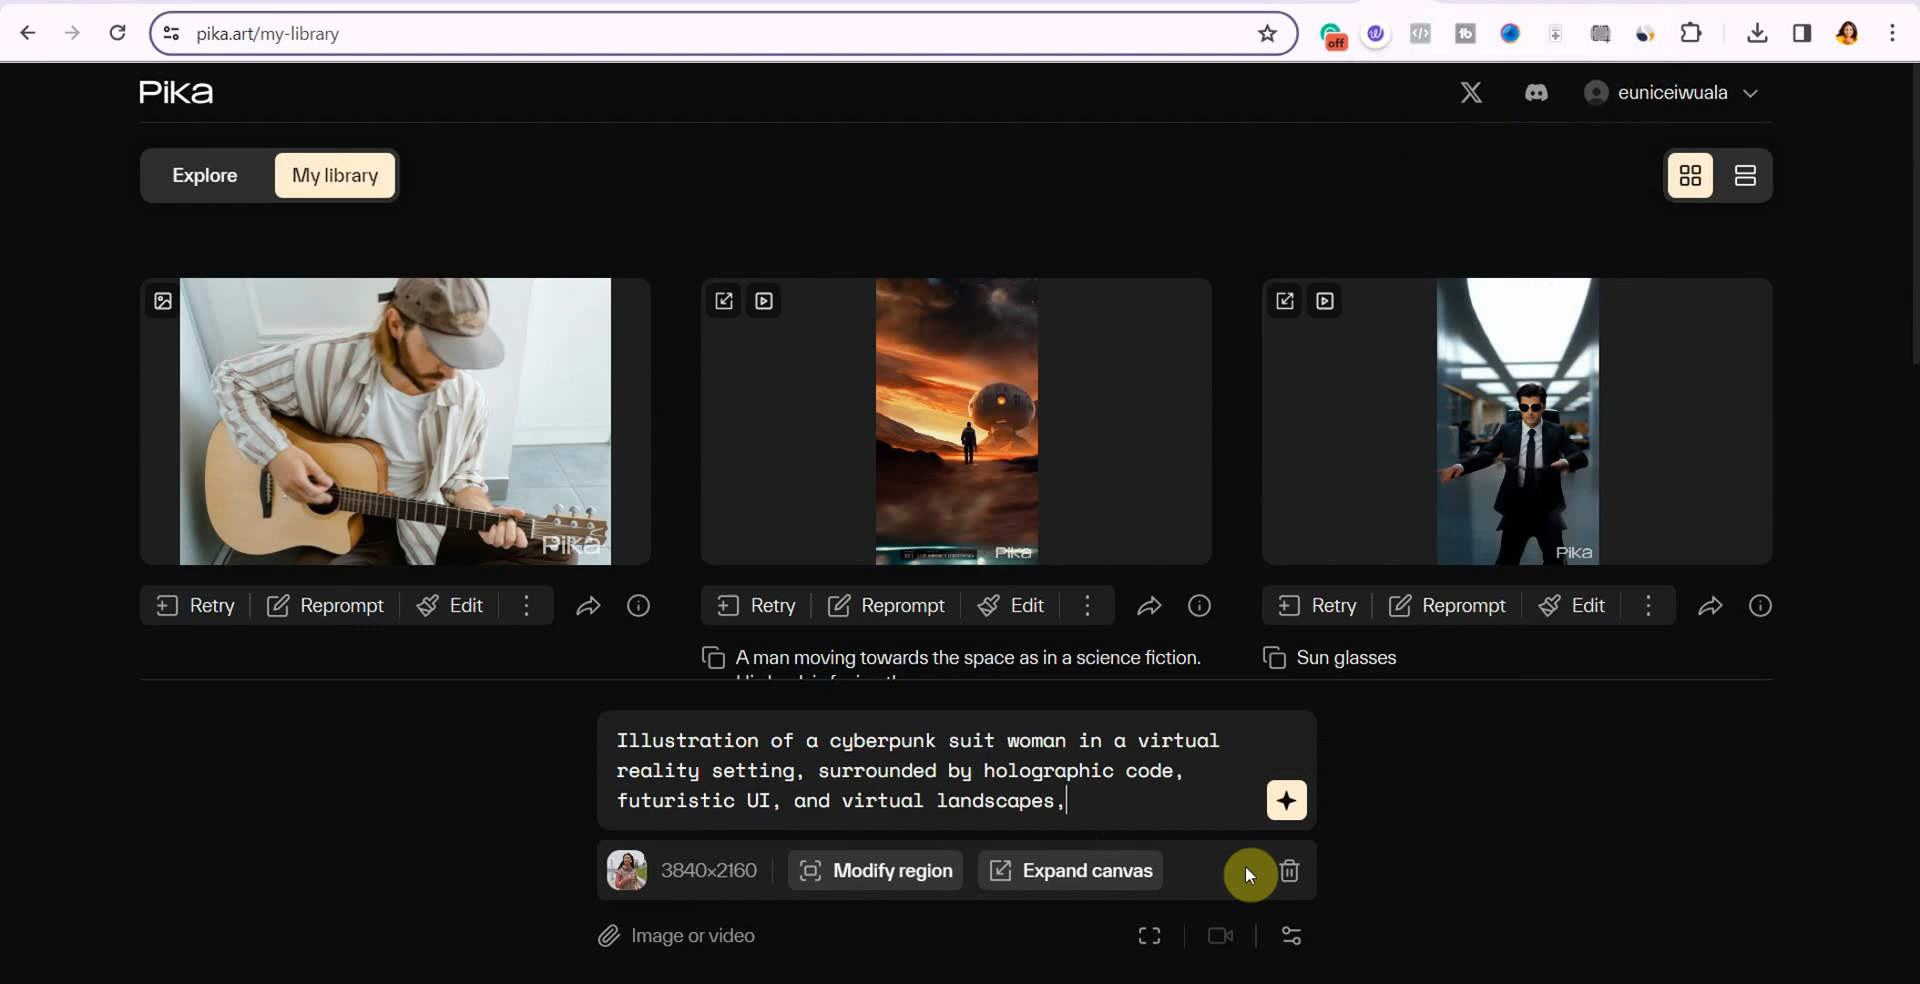 pika.art/my-library
off
Pika
euniceiwuala
Explore
My library
Pika
Pika
Pika
Retry
Reprompt
Edit
Retry
Reprompt
Edit
Retry
Reprompt
Edit
A man moving towards the space as in a science fiction.
Sun glasses
Illustration of a cyberpunk suit woman in a virtual
reality setting, surrounded by holographic code,
futuristic UI, and virtual landscapes,
3840×2160
Modify region
Expand canvas
Image or video